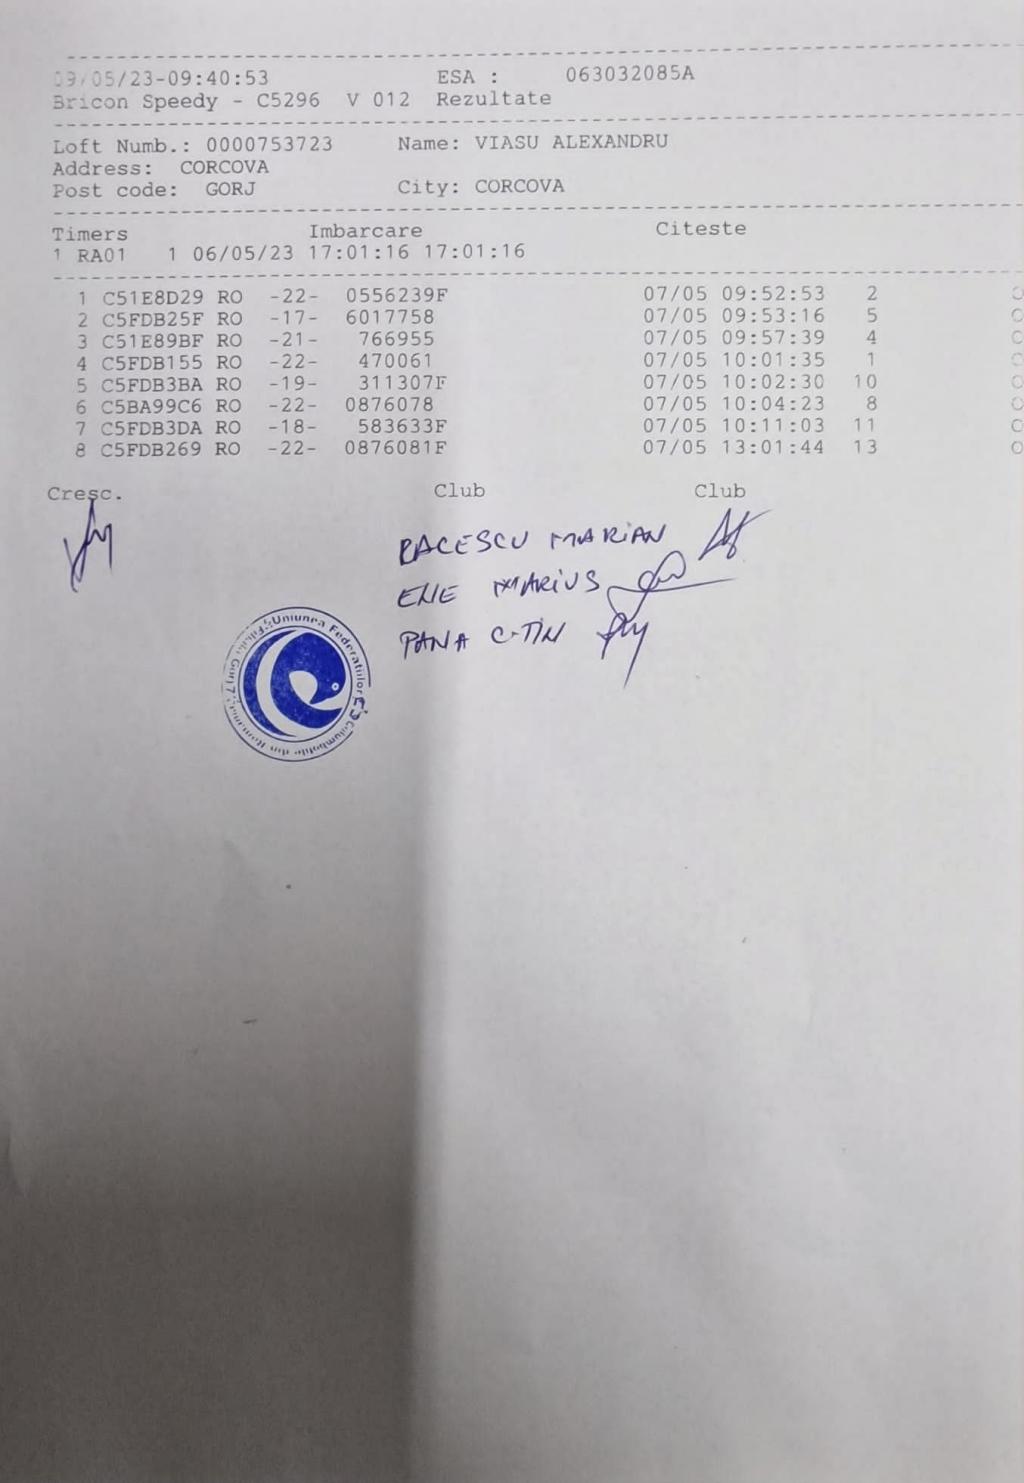 09/05/23-09:40:53 ESA : 063032085A
Bricon Speedy - C5296 V 012 Rezultate
Loft Numb.: 0000753723 Name: VIASU ALEXANDRU
Address: CORCOVA
Post code: GORJ City: CORCOVA
Timers Imbarcare Citeste
1 RA01 1 06/05/23 17:01:16 17:01:16
1 C51E8D29 RO -22- 0556239F 07/05 09:52:53 2
2 C5FDB25F RO -17- 6017758 07/05 09:53:16 5
3 C51E89BF RO -21- 766955 07/05 09:57:39 4
4 C5FDB155 RO -22- 470061 07/05 10:01:35 1
5 C5FDB3BA RO -19- 311307F 07/05 10:02:30 10
6 C5BA99C6 RO -22- 0876078 07/05 10:04:23 8
7 C5FDB3DA RO -18- 583633F 07/05 10:11:03 11
8 C5FDB269 RO -22- 0876081F 07/05 13:01:44 13
Cresc. Club Club
RACESCU MARIAN
ENE MARIUS
PANA C-TIN
Uniunea Federatiilor Columbofile din Romania